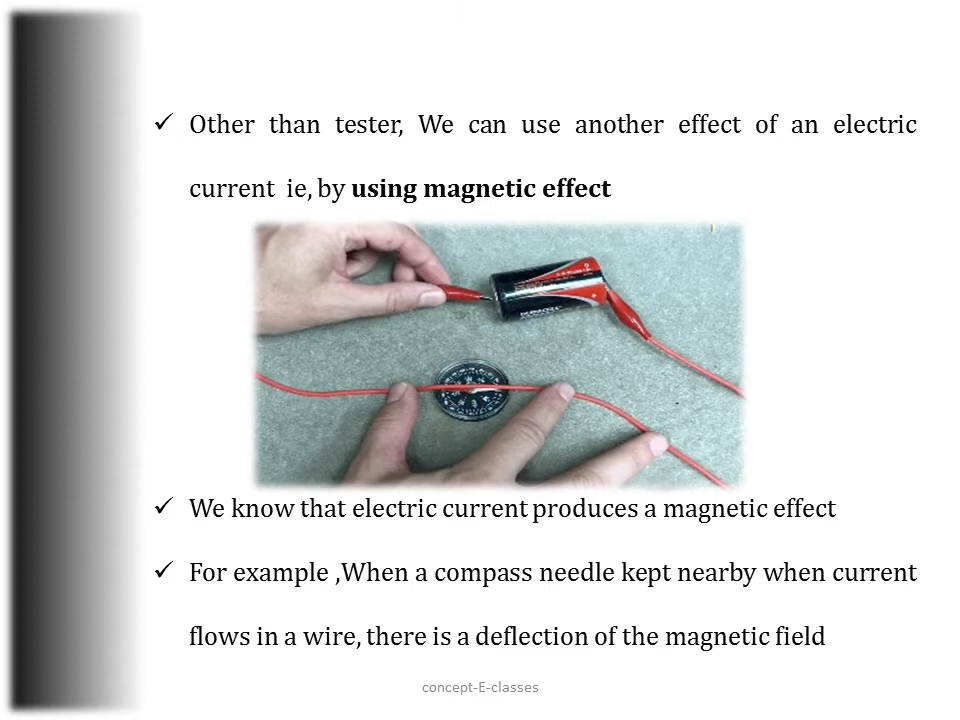 ✓ Other than tester, We can use another effect of an electric
current ie, by using magnetic effect
✓ We know that electric current produces a magnetic effect
✓ For example ,When a compass needle kept nearby when current
flows in a wire, there is a deflection of the magnetic field
concept-E-classes